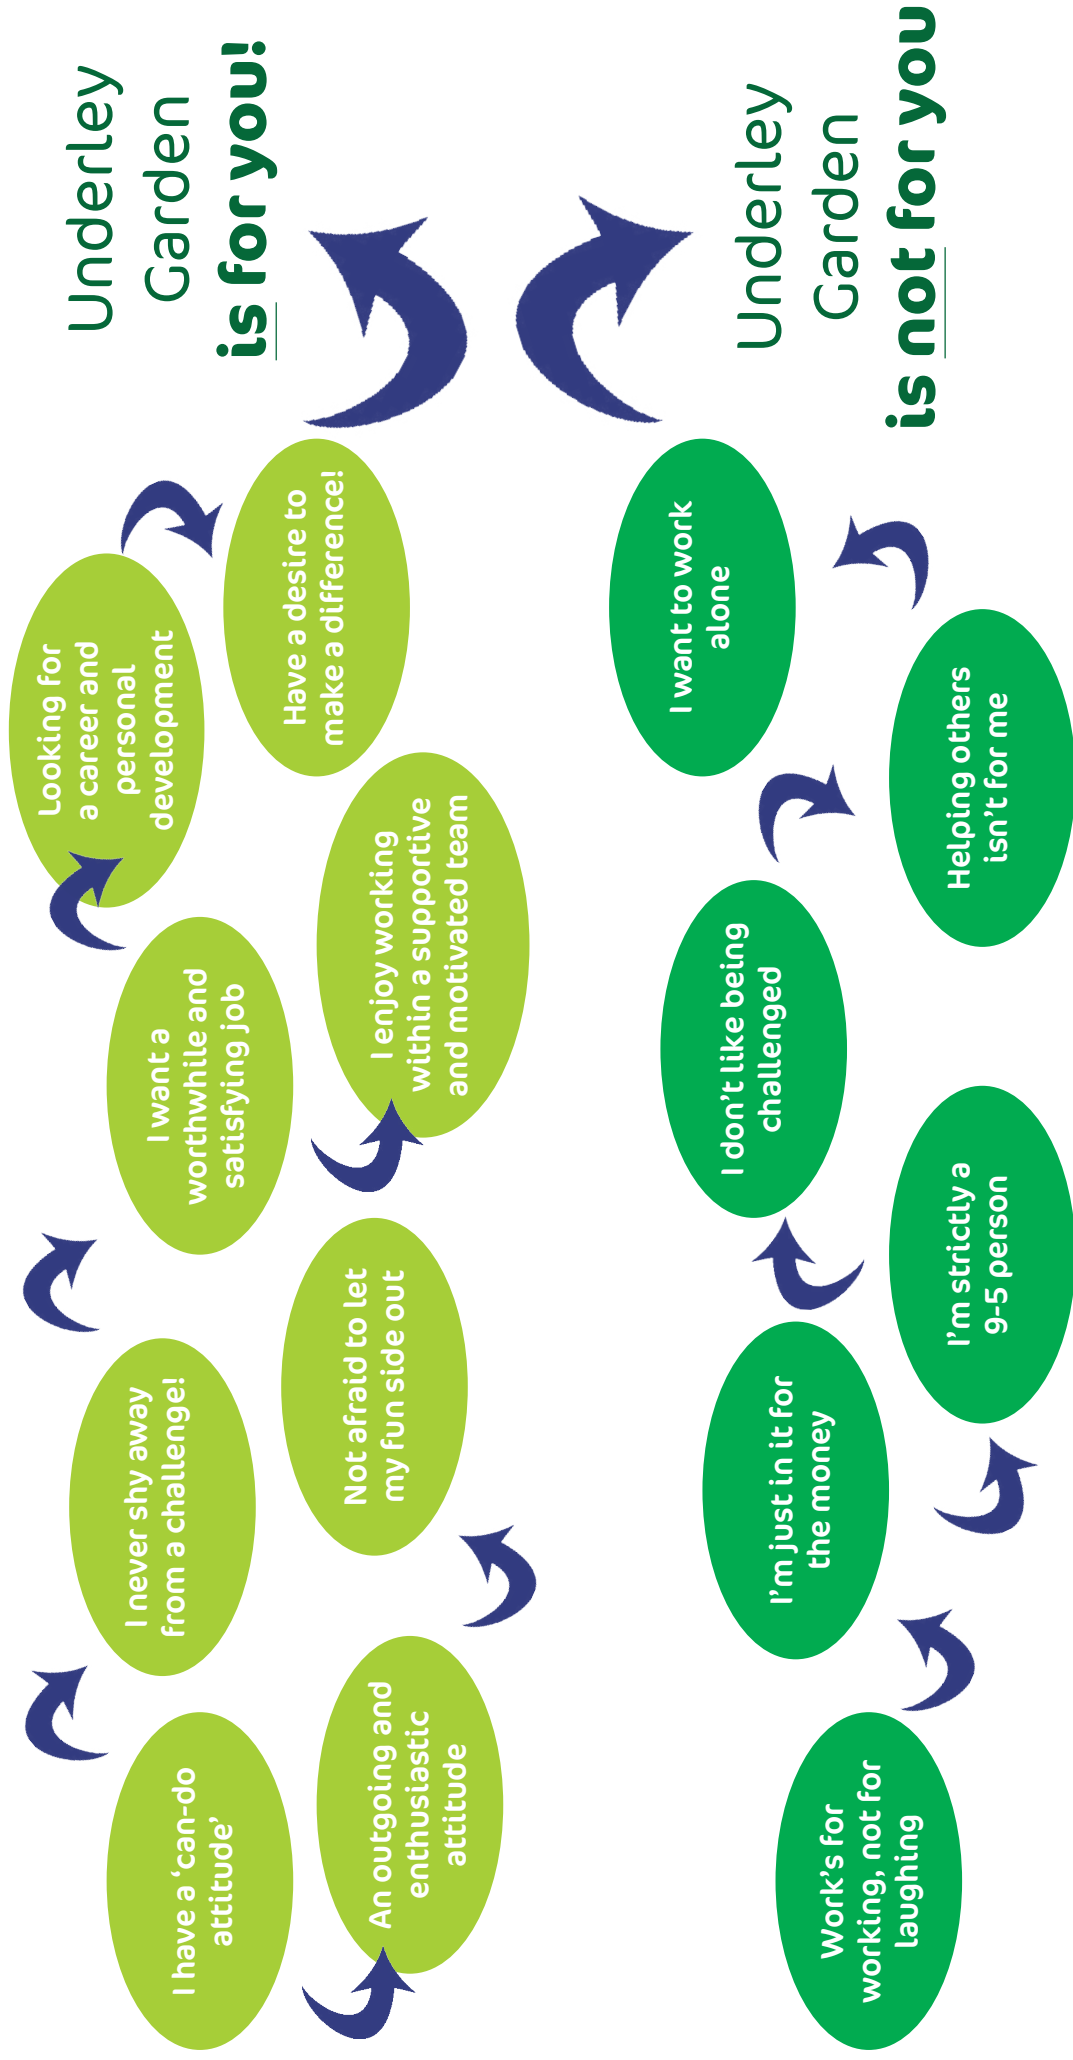 I have a ‘can-do
attitude’
I never shy away
from a challenge!
I want a
worthwhile and
satisfying job
Looking for
a career and
personal
development
An outgoing and
enthusiastic
attitude
Not afraid to let
my fun side out
I enjoy working
within a supportive
and motivated team
Have a desire to
make a difference!
Underley
Garden
is for you!
Work’s for
working, not for
laughing
I’m just in it for
the money
I’m strictly a
9-5 person
I don’t like being
challenged
Helping others
isn’t for me
I want to work
alone
Underley
Garden
is not for you